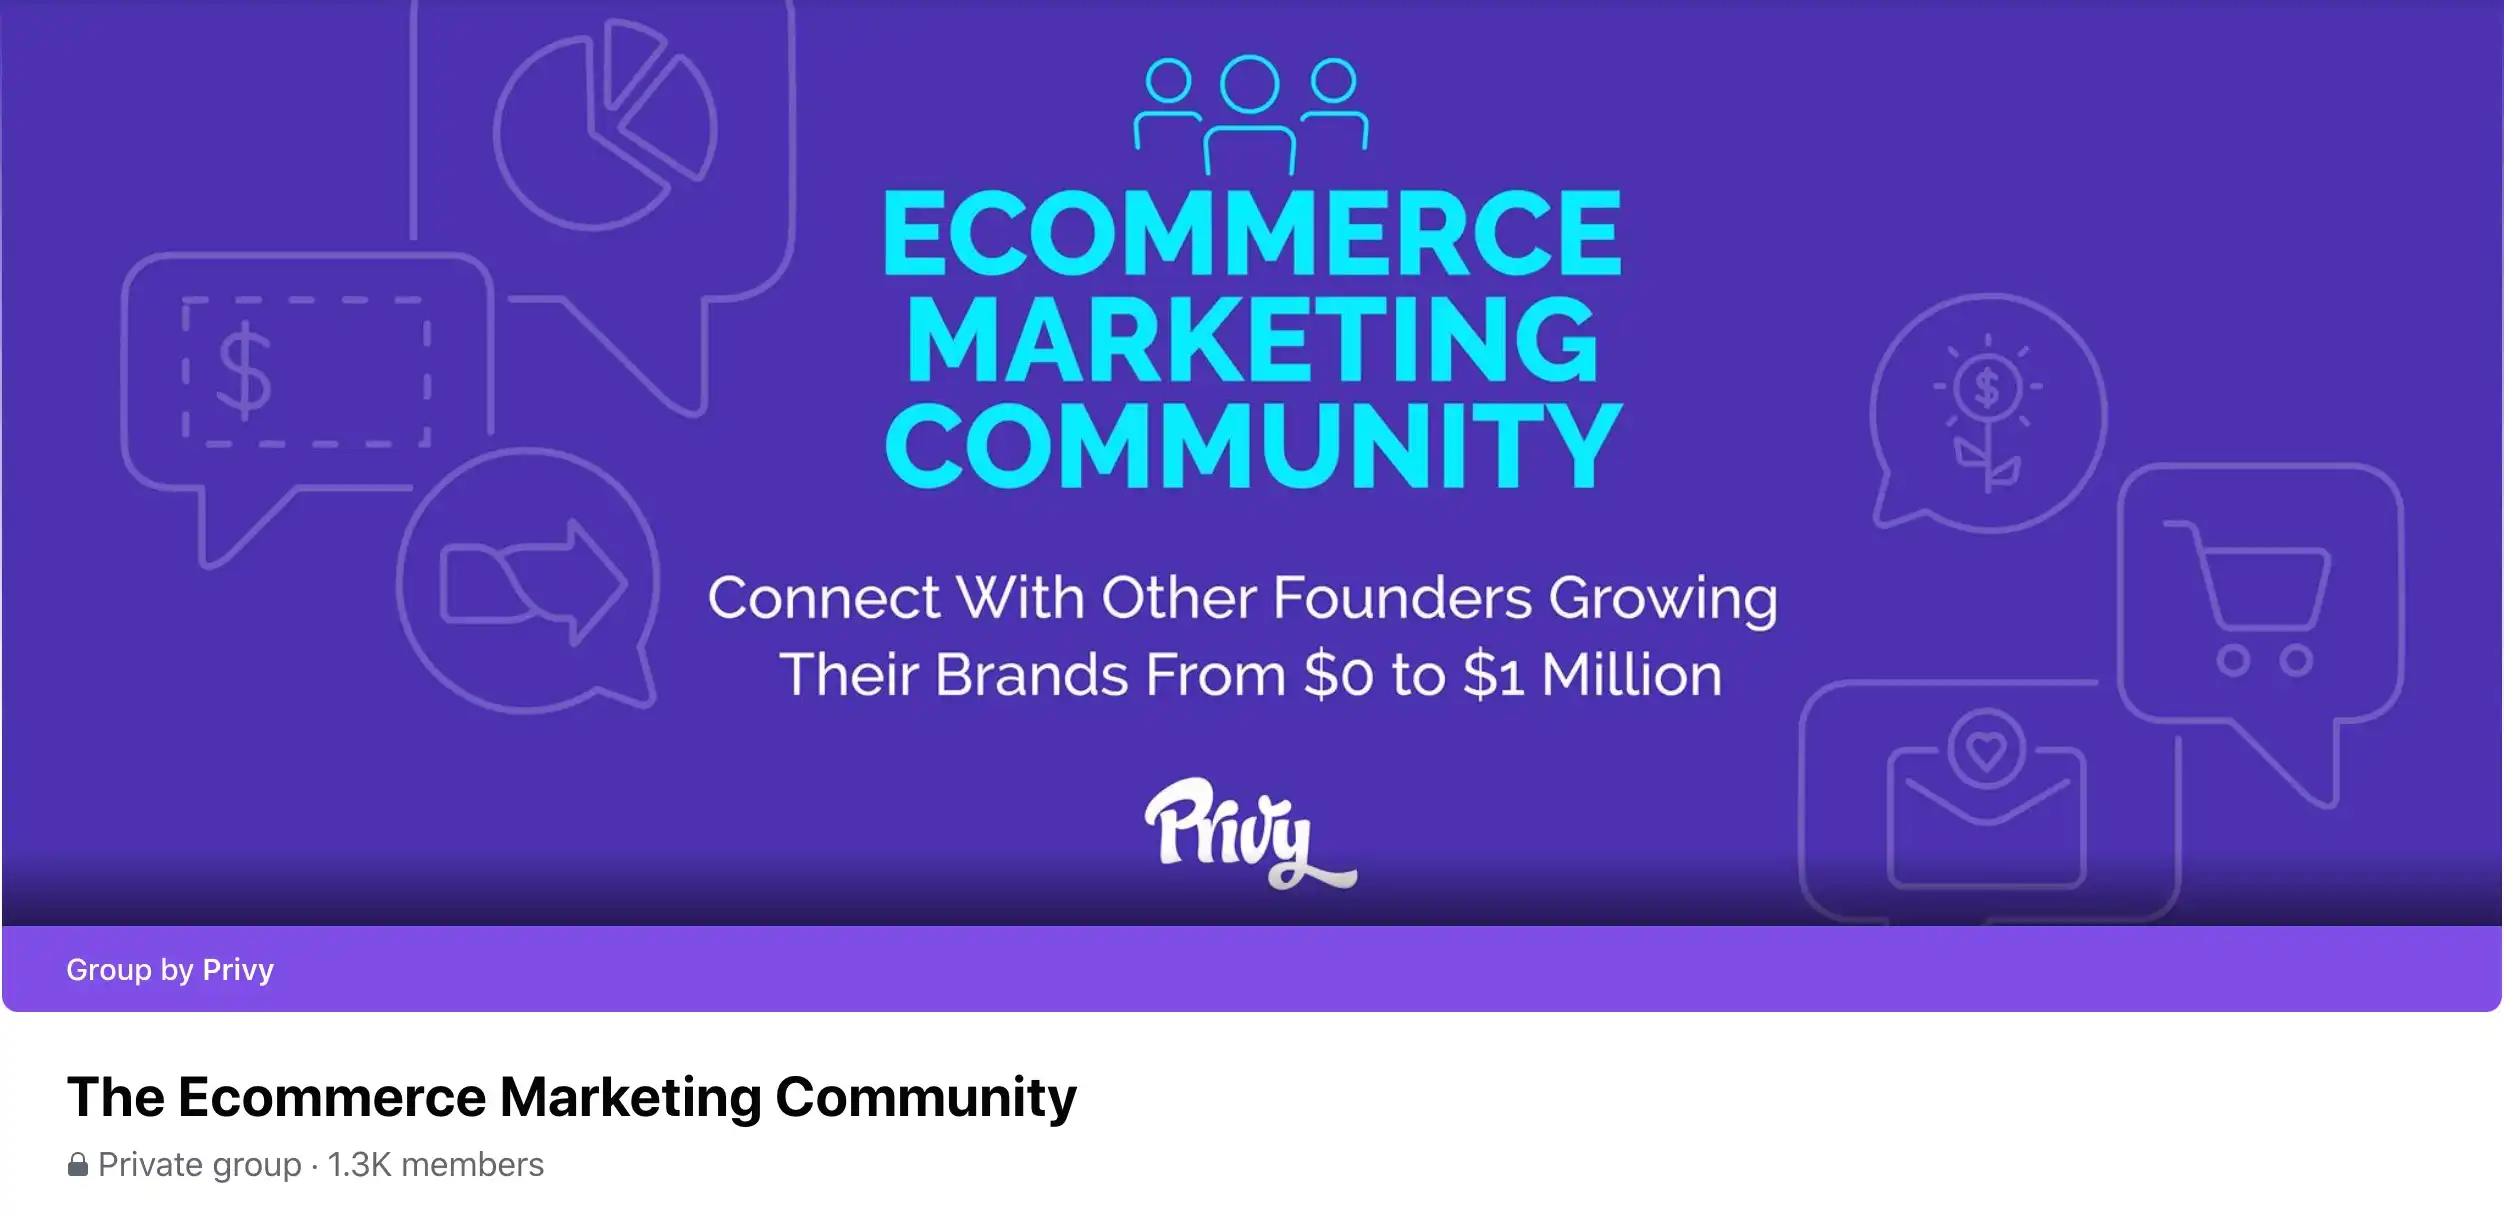 ECOMMERCE
MARKETING
COMMUNITY
Connect With Other Founders Growing
Their Brands From $0 to $1 Million
Privy
$
$
Group by Privy
The Ecommerce Marketing Community
Private group · 1.3K members